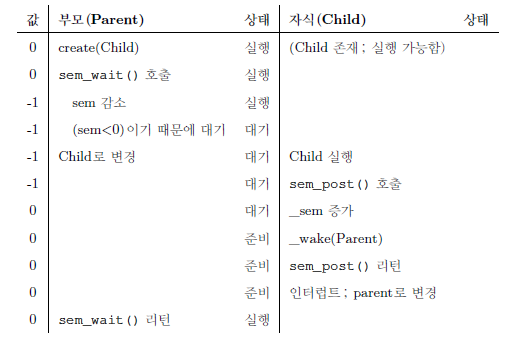 값 부모(Parent) 상태 자식(Child) 상태
0 create(Child) 실행 (Child 존재; 실행 가능함)
0 sem_wait() 호출 실행
-1 sem 감소 실행
-1 (sem<0)이기 때문에 대기 대기
-1 Child로 변경 대기 Child 실행
-1 대기 sem_post() 호출
0 대기 __sem 증가
0 준비 __wake(Parent)
0 준비 sem_post() 리턴
0 준비 인터럽트; parent로 변경
0 sem_wait() 리턴 실행